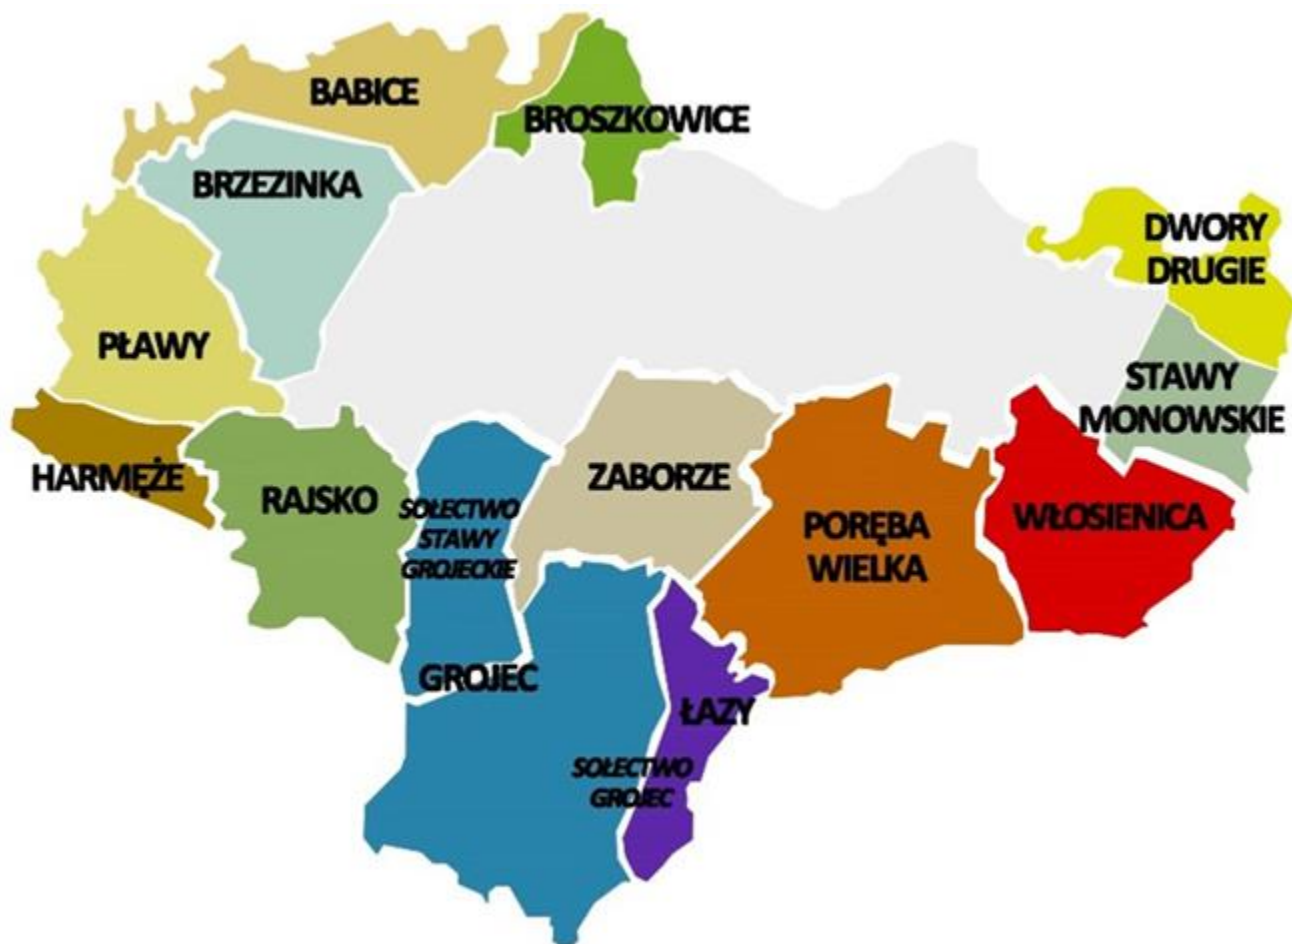 BABICE
BROSZKOWICE
BRZEZINKA
DWORY
DRUGIE
PŁAWY
STAWY
MONOWSKIE
HARMĘŻE
RAJSKO
SOŁECTWO
STAWY
GROJECKIE
ZABORZE
PORĘBA
WIELKA
WŁOSIENICA
GROJEC
ŁAZY
SOŁECTWO
GROJEC